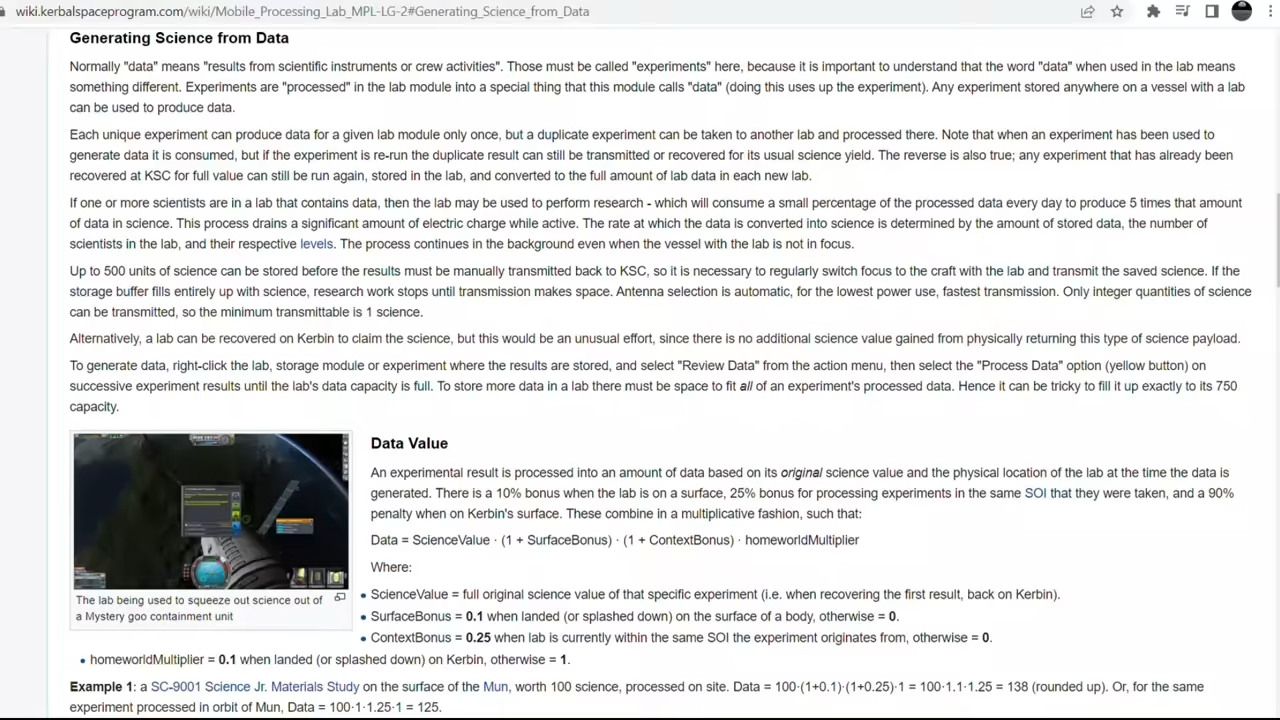 wiki.kerbalspaceprogram.com/wiki/Mobile_Processing_Lab_MPL-LG-2#Generating_Science_from_Data
Generating Science from Data
Normally "data" means "results from scientific instruments or crew activities". Those must be called "experiments" here, because it is important to understand that the word "data" when used in the lab means
something different. Experiments are "processed" in the lab module into a special thing that this module calls "data" (doing this uses up the experiment). Any experiment stored anywhere on a vessel with a lab
can be used to produce data.
Each unique experiment can produce data for a given lab module only once, but a duplicate experiment can be taken to another lab and processed there. Note that when an experiment has been used to
generate data it is consumed, but if the experiment is re-run the duplicate result can still be transmitted or recovered for its usual science yield. The reverse is also true; any experiment that has already been
recovered at KSC for full value can still be run again, stored in the lab, and converted to the full amount of lab data in each new lab.
If one or more scientists are in a lab that contains data, then the lab may be used to perform research - which will consume a small percentage of the processed data every day to produce 5 times that amount
of data in science. This process drains a significant amount of electric charge while active. The rate at which the data is converted into science is determined by the amount of stored data, the number of
scientists in the lab, and their respective levels. The process continues in the background even when the vessel with the lab is not in focus.
Up to 500 units of science can be stored before the results must be manually transmitted back to KSC, so it is necessary to regularly switch focus to the craft with the lab and transmit the saved science. If the
storage buffer fills entirely up with science, research work stops until transmission makes space. Antenna selection is automatic, for the lowest power use, fastest transmission. Only integer quantities of science
can be transmitted, so the minimum transmittable is 1 science.
Alternatively, a lab can be recovered on Kerbin to claim the science, but this would be an unusual effort, since there is no additional science value gained from physically returning this type of science payload.
To generate data, right-click the lab, storage module or experiment where the results are stored, and select "Review Data" from the action menu, then select the "Process Data" option (yellow button) on
successive experiment results until the lab's data capacity is full. To store more data in a lab there must be space to fit all of an experiment's processed data. Hence it can be tricky to fill it up exactly to its 750
capacity.
The lab being used to squeeze out science out of
a Mystery goo containment unit
Data Value
An experimental result is processed into an amount of data based on its original science value and the physical location of the lab at the time the data is
generated. There is a 10% bonus when the lab is on a surface, 25% bonus for processing experiments in the same SOI that they were taken, and a 90%
penalty when on Kerbin's surface. These combine in a multiplicative fashion, such that:
Data = ScienceValue · (1 + SurfaceBonus) · (1 + ContextBonus) · homeworldMultiplier
Where:
• ScienceValue = full original science value of that specific experiment (i.e. when recovering the first result, back on Kerbin).
• SurfaceBonus = 0.1 when landed (or splashed down) on the surface of a body, otherwise = 0.
• ContextBonus = 0.25 when lab is currently within the same SOI the experiment originates from, otherwise = 0.
• homeworldMultiplier = 0.1 when landed (or splashed down) on Kerbin, otherwise = 1.
Example 1: a SC-9001 Science Jr. Materials Study on the surface of the Mun, worth 100 science, processed on site. Data = 100·(1+0.1)·(1+0.25)·1 = 100·1.1·1.25 = 138 (rounded up). Or, for the same
experiment processed in orbit of Mun, Data = 100·1·1.25·1 = 125.